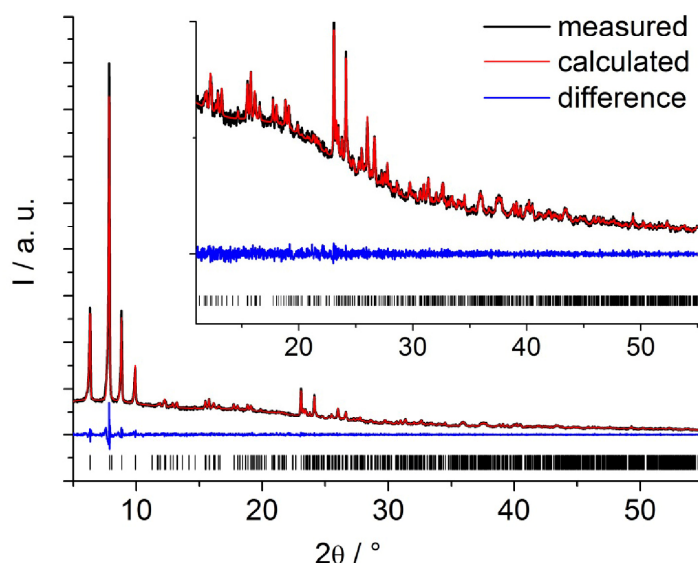 measured
calculated
difference
I / a. u.
20
30
40
50
10
20
30
40
50
2θ / °